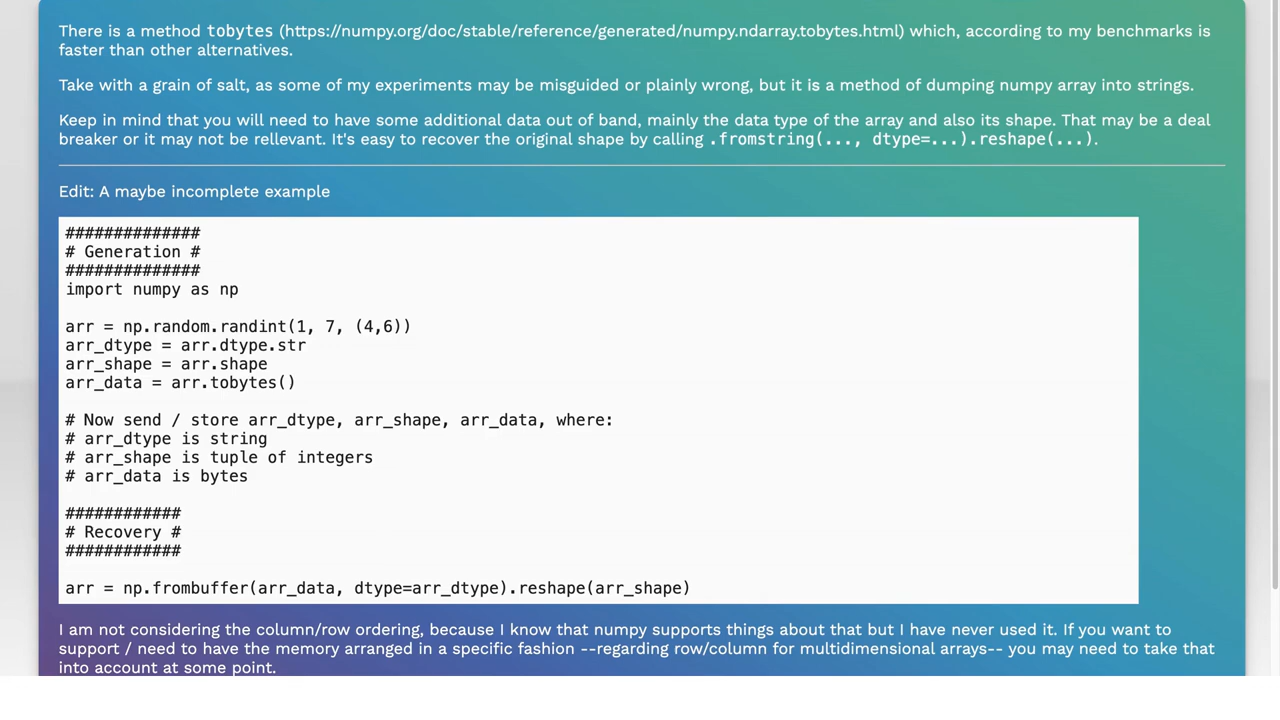 There is a method tobytes (https://numpy.org/doc/stable/reference/generated/numpy.ndarray.tobytes.html) which, according to my benchmarks is
faster than other alternatives.
Take with a grain of salt, as some of my experiments may be misguided or plainly wrong, but it is a method of dumping numpy array into strings.
Keep in mind that you will need to have some additional data out of band, mainly the data type of the array and also its shape. That may be a deal
breaker or it may not be rellevant. It's easy to recover the original shape by calling .fromstring(..., dtype=...).reshape(...).
Edit: A maybe incomplete example
##############
# Generation #
##############
import numpy as np
arr = np.random.randint(1, 7, (4,6))
arr_dtype = arr.dtype.str
arr_shape = arr.shape
arr_data = arr.tobytes()
# Now send / store arr_dtype, arr_shape, arr_data, where:
# arr_dtype is string
# arr_shape is tuple of integers
# arr_data is bytes
############
# Recovery #
############
arr = np.frombuffer(arr_data, dtype=arr_dtype).reshape(arr_shape)
I am not considering the column/row ordering, because I know that numpy supports things about that but I have never used it. If you want to
support / need to have the memory arranged in a specific fashion --regarding row/column for multidimensional arrays-- you may need to take that
into account at some point.